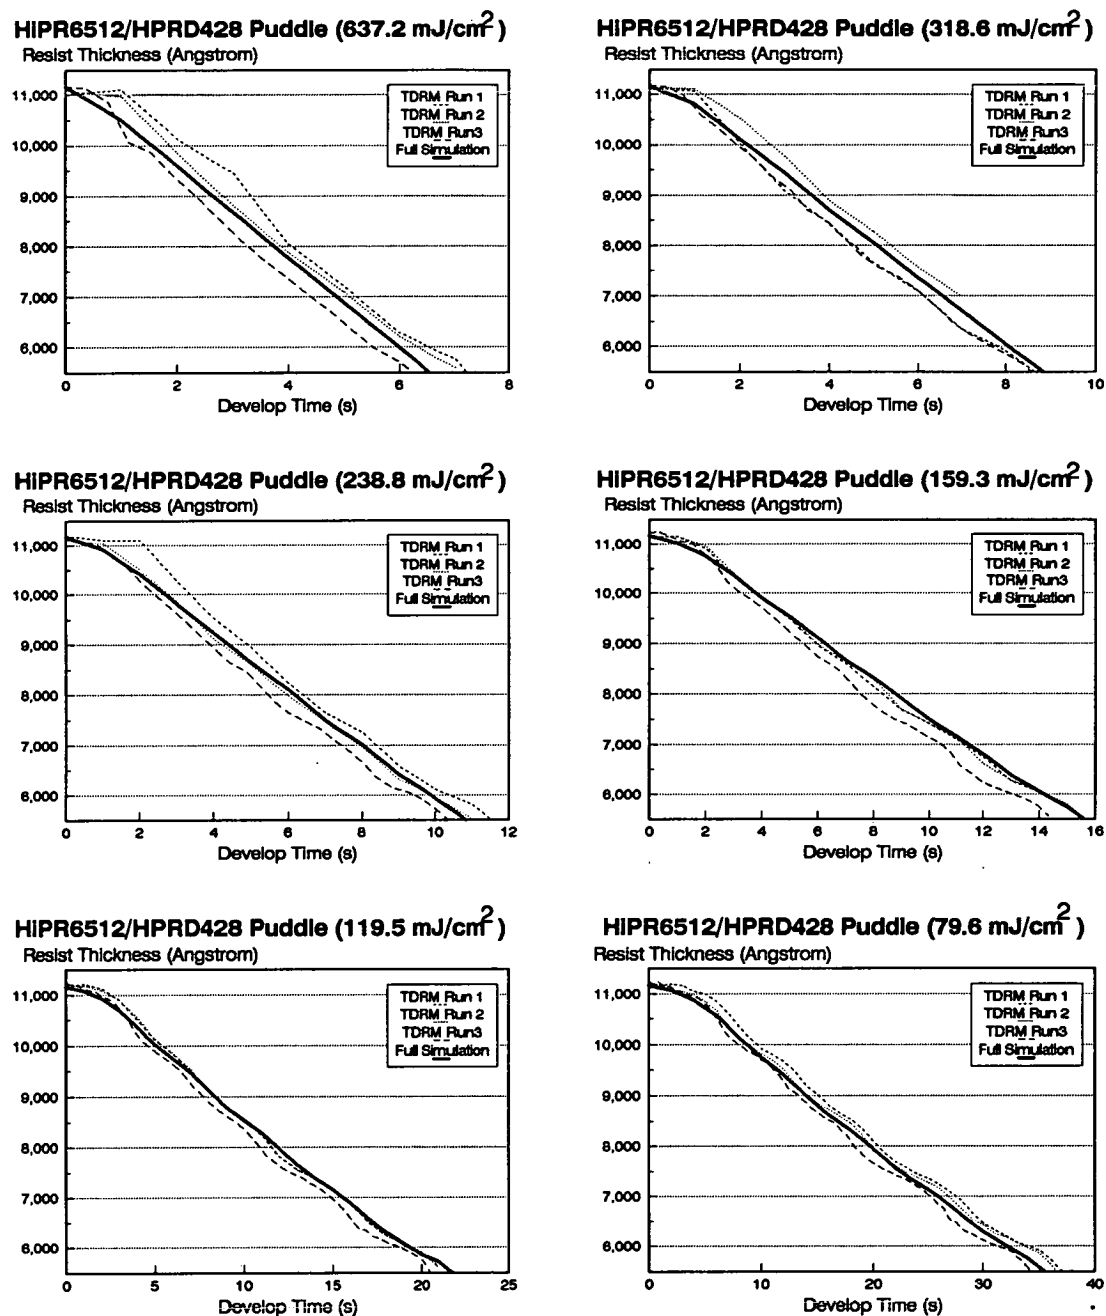 HiPR6512/HPRD428 Puddle (637.2 mJ/cm²)
Resist Thickness (Angstrom)
11,000
10,000
9,000
8,000
7,000
6,000
0 2 4 6 8
Develop Time (s)
TDRM Run 1
TDRM Run 2
TDRM Run3
Full Simulation
HiPR6512/HPRD428 Puddle (318.6 mJ/cm²)
Resist Thickness (Angstrom)
11,000
10,000
9,000
8,000
7,000
6,000
0 2 4 6 8 10
Develop Time (s)
TDRM Run 1
TDRM Run 2
TDRM Run3
Full Simulation
HiPR6512/HPRD428 Puddle (238.8 mJ/cm²)
Resist Thickness (Angstrom)
11,000
10,000
9,000
8,000
7,000
6,000
0 2 4 6 8 10 12
Develop Time (s)
TDRM Run 1
TDRM Run 2
TDRM Run3
Full Simulation
HiPR6512/HPRD428 Puddle (159.3 mJ/cm²)
Resist Thickness (Angstrom)
11,000
10,000
9,000
8,000
7,000
6,000
0 2 4 6 8 10 12 14 16
Develop Time (s)
TDRM Run 1
TDRM Run 2
TDRM Run3
Full Simulation
HiPR6512/HPRD428 Puddle (119.5 mJ/cm²)
Resist Thickness (Angstrom)
11,000
10,000
9,000
8,000
7,000
6,000
0 5 10 15 20 25
Develop Time (s)
TDRM Run 1
TDRM Run 2
TDRM Run3
Full Simulation
HiPR6512/HPRD428 Puddle (79.6 mJ/cm²)
Resist Thickness (Angstrom)
11,000
10,000
9,000
8,000
7,000
6,000
0 10 20 30 40
Develop Time (s)
TDRM Run 1
TDRM Run 2
TDRM Run3
Full Simulation